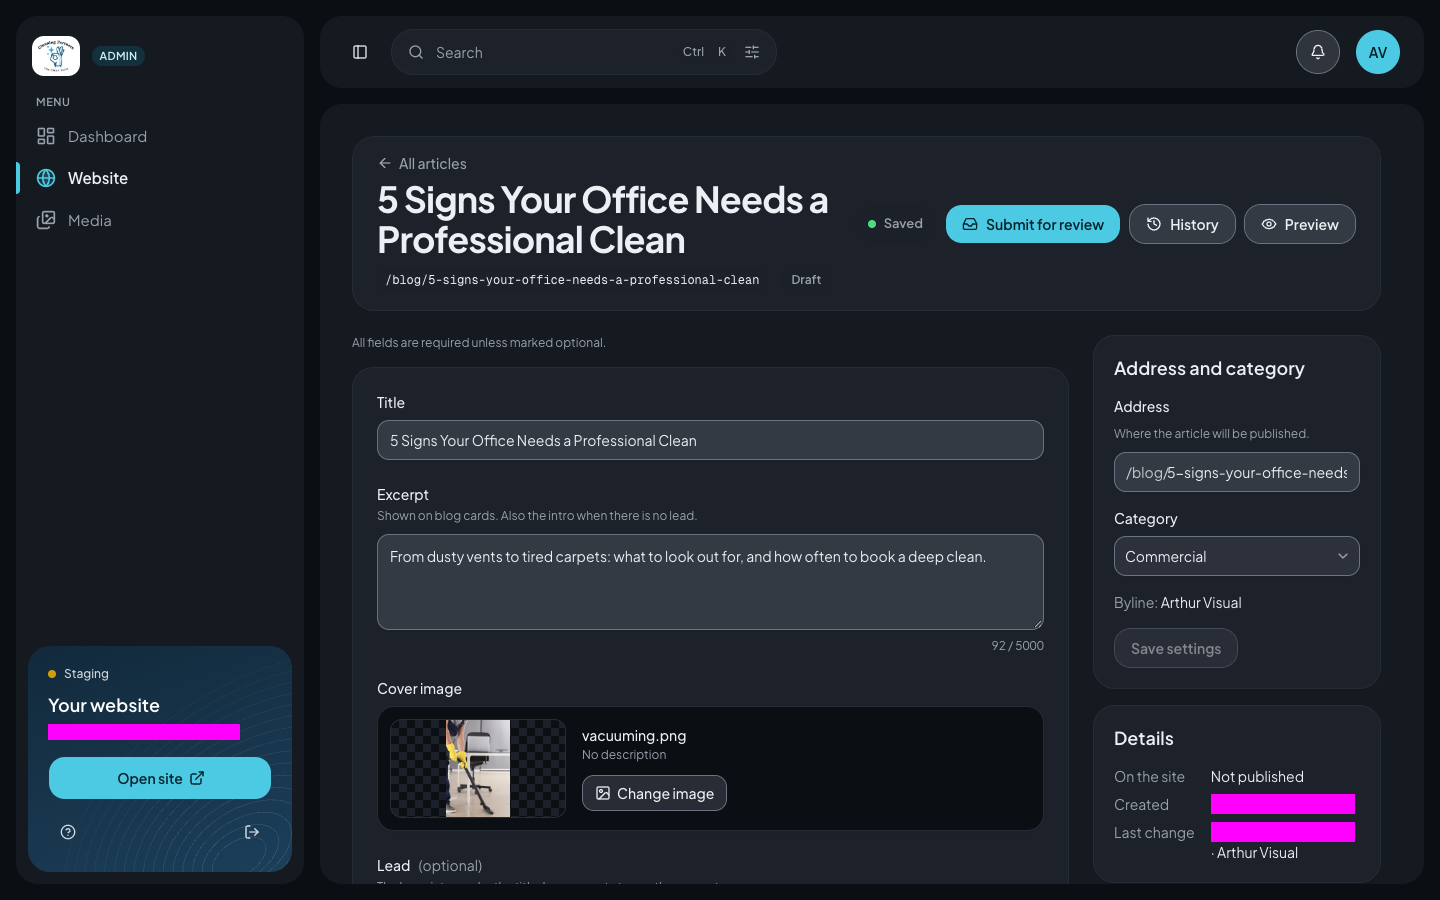 ADMIN
MENU
Dashboard
Website
Media
Staging
Your website
Open site
Search
Ctrl K
AV
All articles
5 Signs Your Office Needs a
Professional Clean
/blog/5-signs-your-office-needs-a-professional-clean
Draft
Saved
Submit for review
History
Preview
All fields are required unless marked optional.
Title
5 Signs Your Office Needs a Professional Clean
Excerpt
Shown on blog cards. Also the intro when there is no lead.
From dusty vents to tired carpets: what to look out for, and how often to book a deep clean.
92 / 5000
Cover image
vacuuming.png
No description
Change image
Lead (optional)
Address and category
Address
Where the article will be published.
/blog/5-signs-your-office-needs
Category
Commercial
Byline: Arthur Visual
Save settings
Details
On the site Not published
Created
Last change
· Arthur Visual